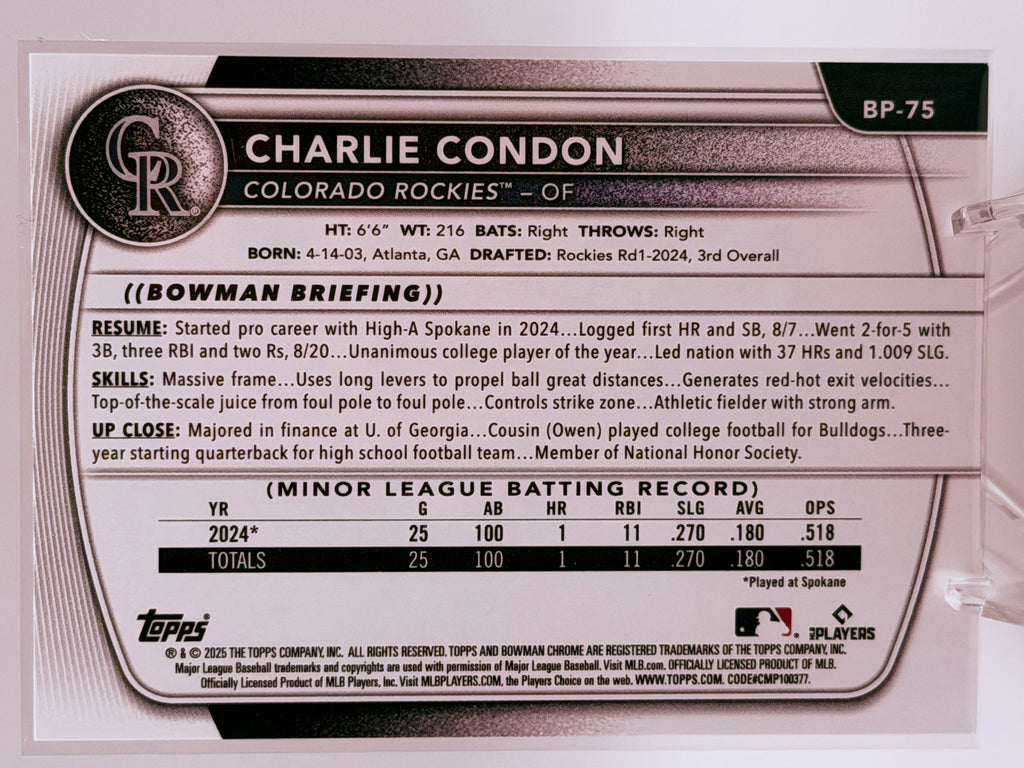 BP-75
CR®
CHARLIE CONDON
COLORADO ROCKIES™ – OF
HT: 6'6" WT: 216 BATS: Right THROWS: Right
BORN: 4-14-03, Atlanta, GA DRAFTED: Rockies Rd1-2024, 3rd Overall
((BOWMAN BRIEFING))
RESUME: Started pro career with High-A Spokane in 2024...Logged first HR and SB, 8/7...Went 2-for-5 with
3B, three RBI and two Rs, 8/20...Unanimous college player of the year...Led nation with 37 HRs and 1.009 SLG.
SKILLS: Massive frame...Uses long levers to propel ball great distances...Generates red-hot exit velocities...
Top-of-the-scale juice from foul pole to foul pole...Controls strike zone...Athletic fielder with strong arm.
UP CLOSE: Majored in finance at U. of Georgia...Cousin (Owen) played college football for Bulldogs...Three-
year starting quarterback for high school football team...Member of National Honor Society.
(MINOR LEAGUE BATTING RECORD)
YR G AB HR RBI SLG AVG OPS
2024* 25 100 1 11 .270 .180 .518
TOTALS 25 100 1 11 .270 .180 .518
*Played at Spokane
Topps®
MLB PLAYERS
® & © 2025 THE TOPPS COMPANY, INC. ALL RIGHTS RESERVED. TOPPS AND BOWMAN CHROME ARE REGISTERED TRADEMARKS OF THE TOPPS COMPANY, INC.
Major League Baseball trademarks and copyrights are used with permission of Major League Baseball. Visit MLB.com. OFFICIALLY LICENSED PRODUCT OF MLB.
Officially Licensed Product of MLB Players, Inc. Visit MLBPLAYERS.COM, the Players Choice on the web. WWW.TOPPS.COM. CODE#CMP100377.